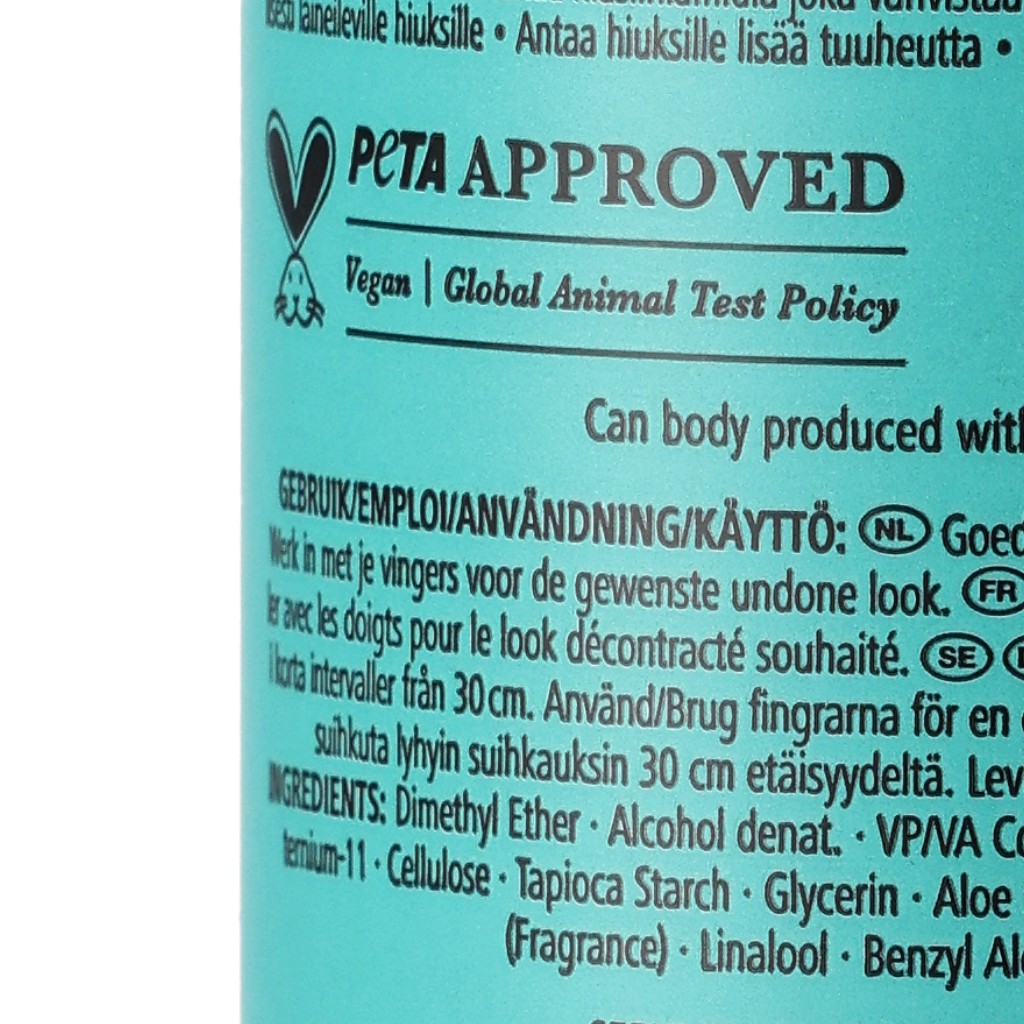 laineileville hiuksille • Antaa hiuksille lisää tuuheutta •
PETA APPROVED
Vegan | Global Animal Test Policy
Can body produced with
GEBRUIK/EMPLOI/ANVÄNDNING/KÄYTTÖ: NL Goed
Werk in met je vingers voor de gewenste undone look. FR
ler avec les doigts pour le look décontracté souhaité. SE
i korta intervaller från 30 cm. Använd/Brug fingrarna för en
suihkuta lyhyin suihkauksin 30 cm etäisyydeltä. Lev
INGREDIENTS: Dimethyl Ether · Alcohol denat. · VP/VA Co
ternium-11 · Cellulose · Tapioca Starch · Glycerin · Aloe
(Fragrance) · Linalool · Benzyl Alc